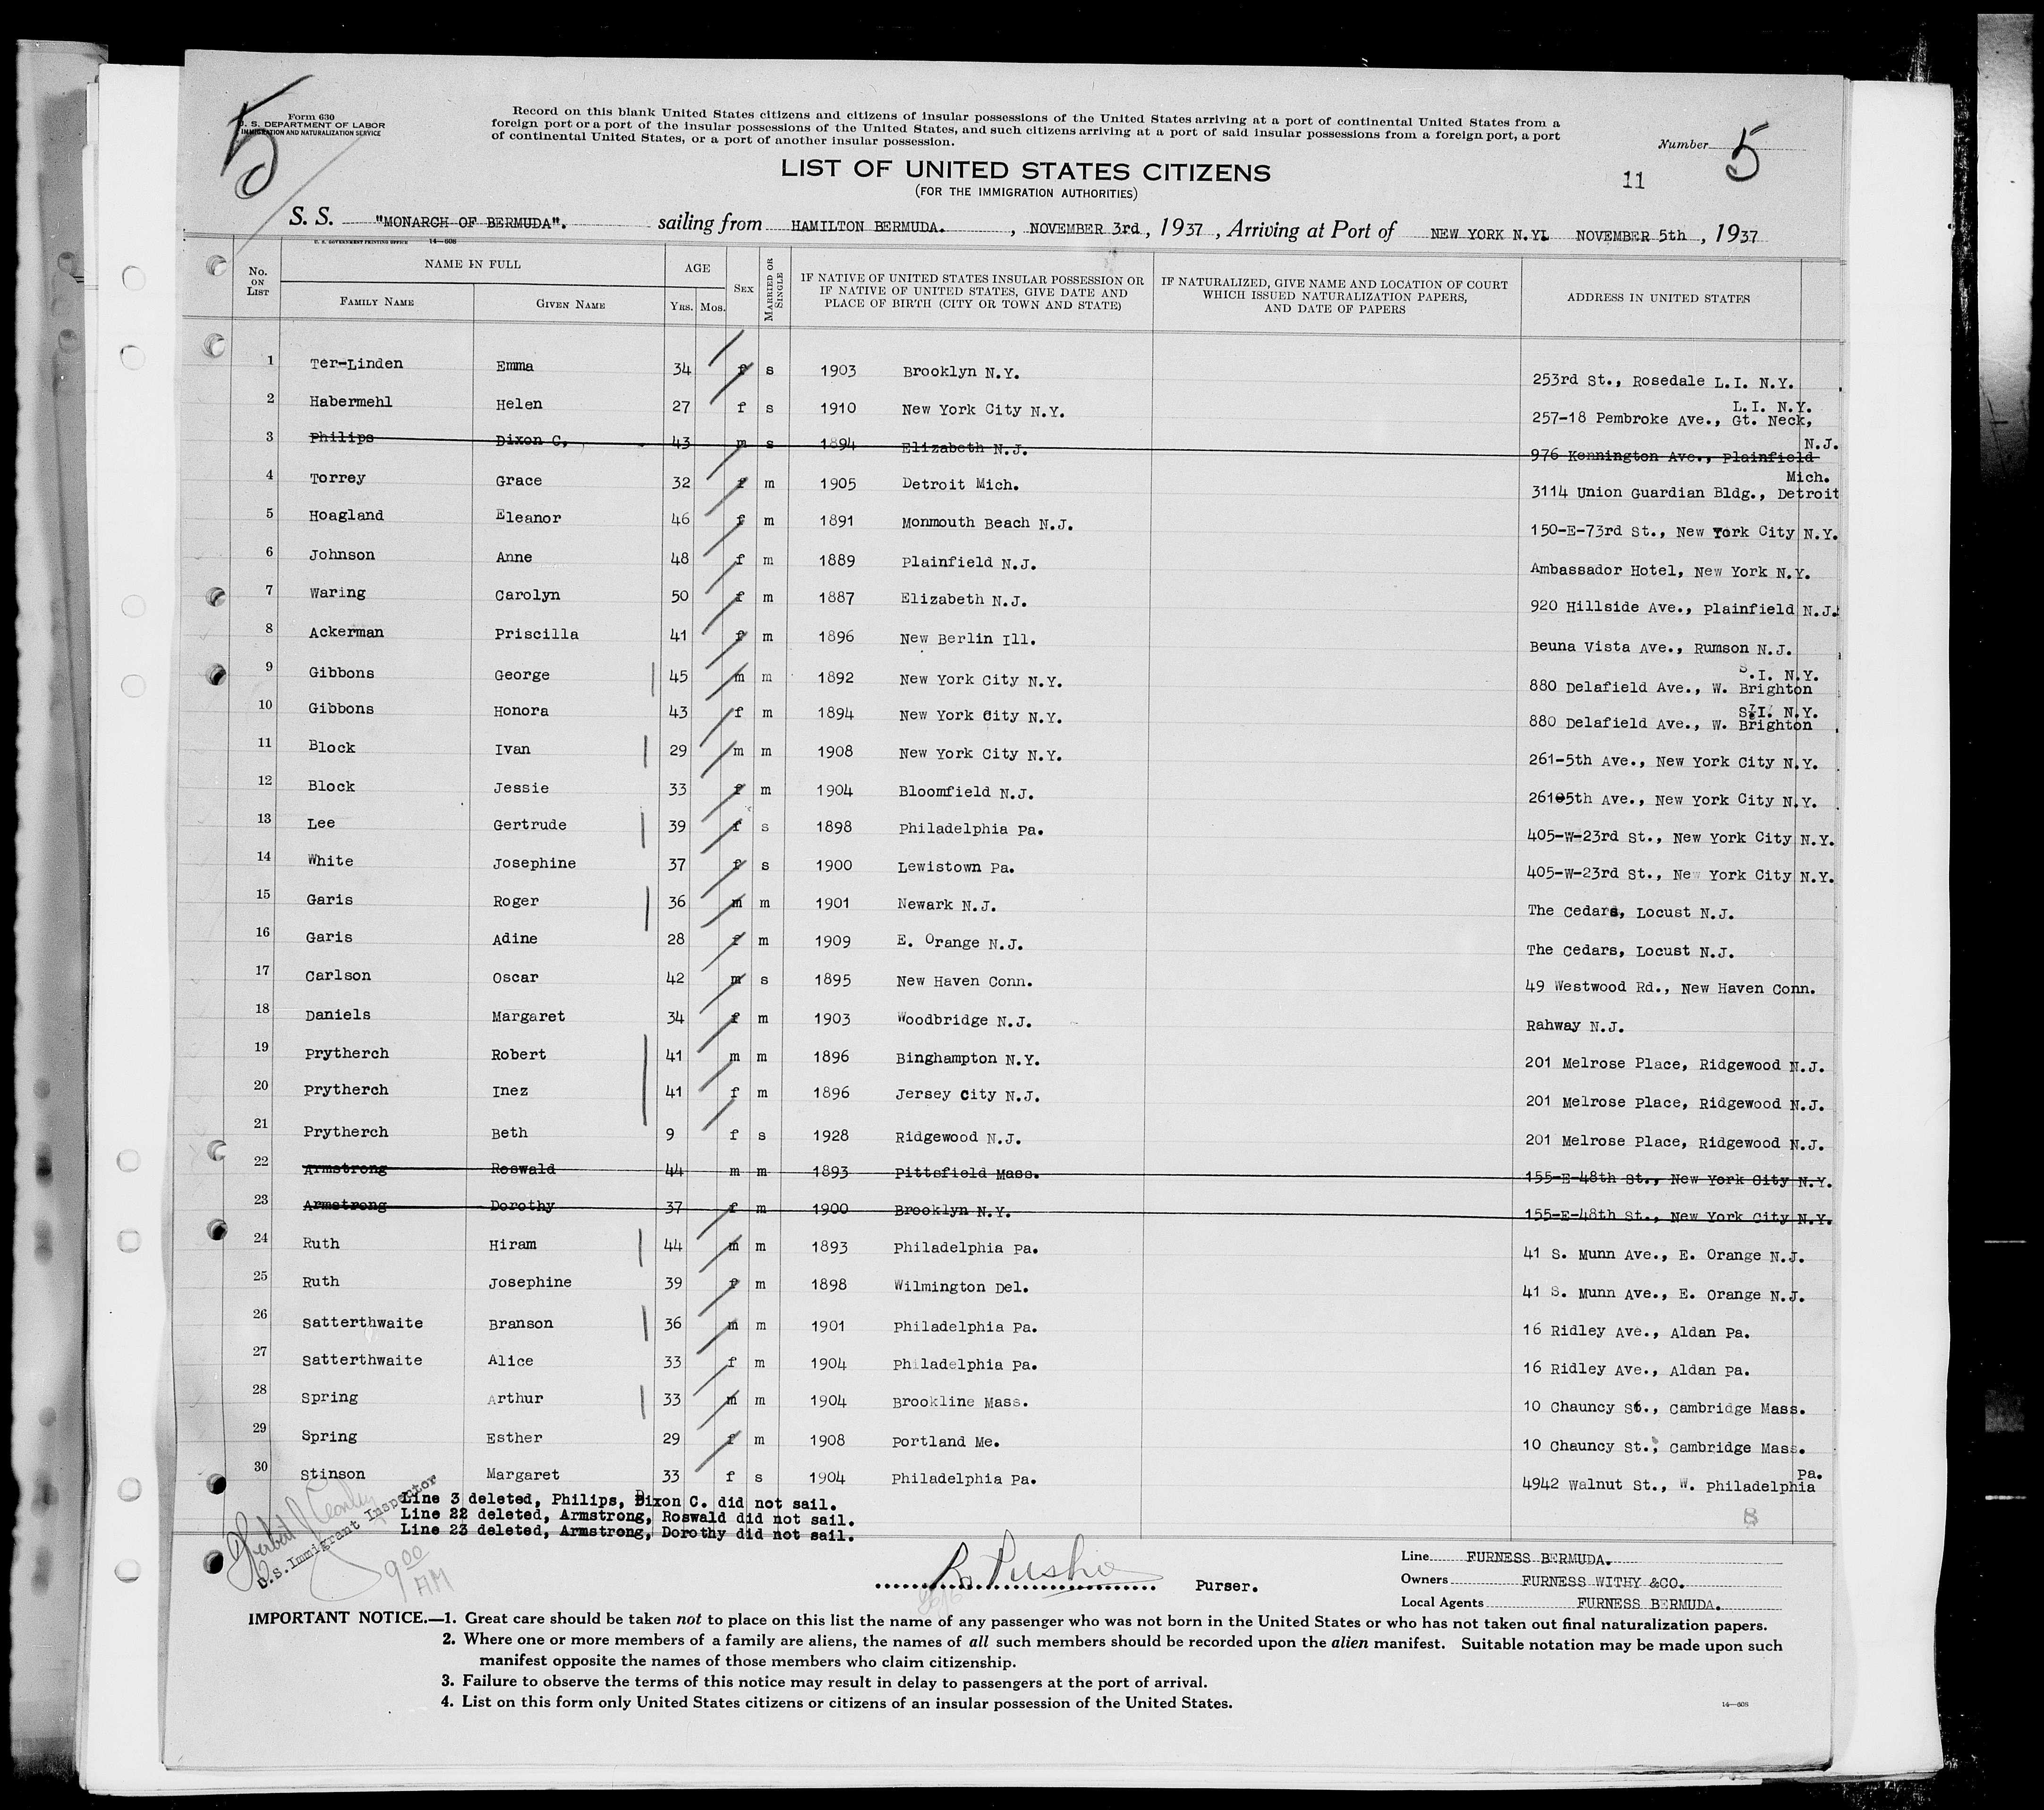 5
Form 630
U. S. DEPARTMENT OF LABOR
IMMIGRATION AND NATURALIZATION SERVICE
Record on this blank United States citizens and citizens of insular possessions of the United States arriving at a port of continental United States from a
foreign port or a port of the insular possessions of the United States, and such citizens arriving at a port of said insular possessions from a foreign port, a port
of continental United States, or a port of another insular possession.
Number 5
LIST OF UNITED STATES CITIZENS
(FOR THE IMMIGRATION AUTHORITIES)
11
S. S. "MONARCH OF BERMUDA". sailing from HAMILTON BERMUDA. , NOVEMBER 3rd , 1937 , Arriving at Port of NEW YORK N.YL NOVEMBER 5th , 1937
U. S. GOVERNMENT PRINTING OFFICE 14—608
No. ON LIST NAME IN FULL FAMILY NAME GIVEN NAME AGE YRS. MOS. SEX MARRIED OR SINGLE IF NATIVE OF UNITED STATES INSULAR POSSESSION OR IF NATIVE OF UNITED STATES, GIVE DATE AND PLACE OF BIRTH (CITY OR TOWN AND STATE) IF NATURALIZED, GIVE NAME AND LOCATION OF COURT WHICH ISSUED NATURALIZATION PAPERS, AND DATE OF PAPERS ADDRESS IN UNITED STATES
1 Ter-Linden Emma 34 f s 1903 Brooklyn N.Y. 253rd St., Rosedale L.I. N.Y.
2 Habermehl Helen 27 f s 1910 New York City N.Y. 257-18 Pembroke Ave., Gt. Neck, L.I. N.Y.
3 Philips Dixon C, 43 m s 1894 Elizabeth N.J. 976 Kennington Ave., Plainfield N.J.
4 Torrey Grace 32 f m 1905 Detroit Mich. 3114 Union Guardian Bldg., Detroit Mich.
5 Hoagland Eleanor 46 f m 1891 Monmouth Beach N.J. 150-E-73rd St., New York City N.Y.
6 Johnson Anne 48 f m 1889 Plainfield N.J. Ambassador Hotel, New York N.Y.
7 Waring Carolyn 50 f m 1887 Elizabeth N.J. 920 Hillside Ave., Plainfield N.J.
8 Ackerman Priscilla 41 f m 1896 New Berlin Ill. Beuna Vista Ave., Rumson N.J.
9 Gibbons George 45 m m 1892 New York City N.Y. 880 Delafield Ave., W. Brighton S.I. N.Y.
10 Gibbons Honora 43 f m 1894 New York City N.Y. 880 Delafield Ave., W. Brighton S.I. N.Y.
11 Block Ivan 29 m m 1908 New York City N.Y. 261-5th Ave., New York City N.Y.
12 Block Jessie 33 f m 1904 Bloomfield N.J. 261-5th Ave., New York City N.Y.
13 Lee Gertrude 39 f s 1898 Philadelphia Pa. 405-W-23rd St., New York City N.Y.
14 White Josephine 37 f s 1900 Lewistown Pa. 405-W-23rd St., New York City N.Y.
15 Garis Roger 36 m m 1901 Newark N.J. The Cedars, Locust N.J.
16 Garis Adine 28 f m 1909 E. Orange N.J. The Cedars, Locust N.J.
17 Carlson Oscar 42 m s 1895 New Haven Conn. 49 Westwood Rd., New Haven Conn.
18 Daniels Margaret 34 f m 1903 Woodbridge N.J. Rahway N.J.
19 Prytherch Robert 41 m m 1896 Binghampton N.Y. 201 Melrose Place, Ridgewood N.J.
20 Prytherch Inez 41 f m 1896 Jersey City N.J. 201 Melrose Place, Ridgewood N.J.
21 Prytherch Beth 9 f s 1928 Ridgewood N.J. 201 Melrose Place, Ridgewood N.J.
22 Armstrong Roswald 44 m m 1893 Pittsfield Mass. 155-E-48th St., New York City N.Y.
23 Armstrong Dorothy 37 f m 1900 Brooklyn N.Y. 155-E-48th St., New York City N.Y.
24 Ruth Hiram 44 m m 1893 Philadelphia Pa. 41 S. Munn Ave., E. Orange N.J.
25 Ruth Josephine 39 f m 1898 Wilmington Del. 41 S. Munn Ave., E. Orange N.J.
26 Satterthwaite Branson 36 m m 1901 Philadelphia Pa. 16 Ridley Ave., Aldan Pa.
27 Satterthwaite Alice 33 f m 1904 Philadelphia Pa. 16 Ridley Ave., Aldan Pa.
28 Spring Arthur 33 m m 1904 Brookline Mass. 10 Chauncy St., Cambridge Mass.
29 Spring Esther 29 f m 1908 Portland Me. 10 Chauncy St., Cambridge Mass.
30 Stinson Margaret 33 f s 1904 Philadelphia Pa. 4942 Walnut St., W. Philadelphia Pa.
Line 3 deleted, Philips, Dixon C. did not sail.
Line 22 deleted, Armstrong, Roswald did not sail.
Line 23 deleted, Armstrong, Dorothy did not sail.
8
U.S. Immigrant Inspector
9 00 AM
Purser.
Line FURNESS BERMUDA.
Owners FURNESS WITHY &CO.
Local Agents FURNESS BERMUDA.
IMPORTANT NOTICE.—1. Great care should be taken not to place on this list the name of any passenger who was not born in the United States or who has not taken out final naturalization papers.
2. Where one or more members of a family are aliens, the names of all such members should be recorded upon the alien manifest. Suitable notation may be made upon such
manifest opposite the names of those members who claim citizenship.
3. Failure to observe the terms of this notice may result in delay to passengers at the port of arrival.
4. List on this form only United States citizens or citizens of an insular possession of the United States.
14—608